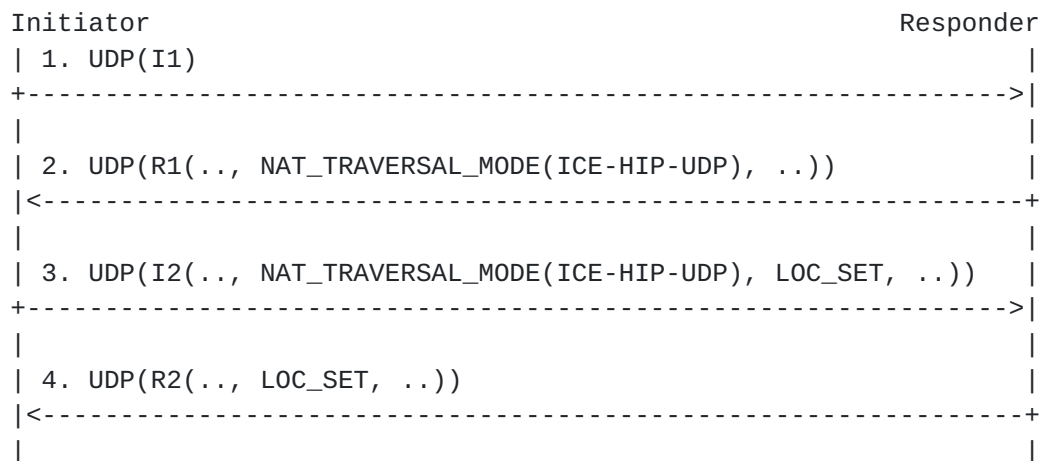 Initiator                                                Responder
| 1. UDP(I1)                                                     |
+--------------------------------------------------------------->|
|                                                                |
| 2. UDP(R1(.., NAT_TRAVERSAL_MODE(ICE-HIP-UDP), ..))            |
|<---------------------------------------------------------------+
|                                                                |
| 3. UDP(I2(.., NAT_TRAVERSAL_MODE(ICE-HIP-UDP), LOC_SET, ..))   |
+--------------------------------------------------------------->|
|                                                                |
| 4. UDP(R2(.., LOC_SET, ..))                                    |
|<---------------------------------------------------------------+
|                                                                |